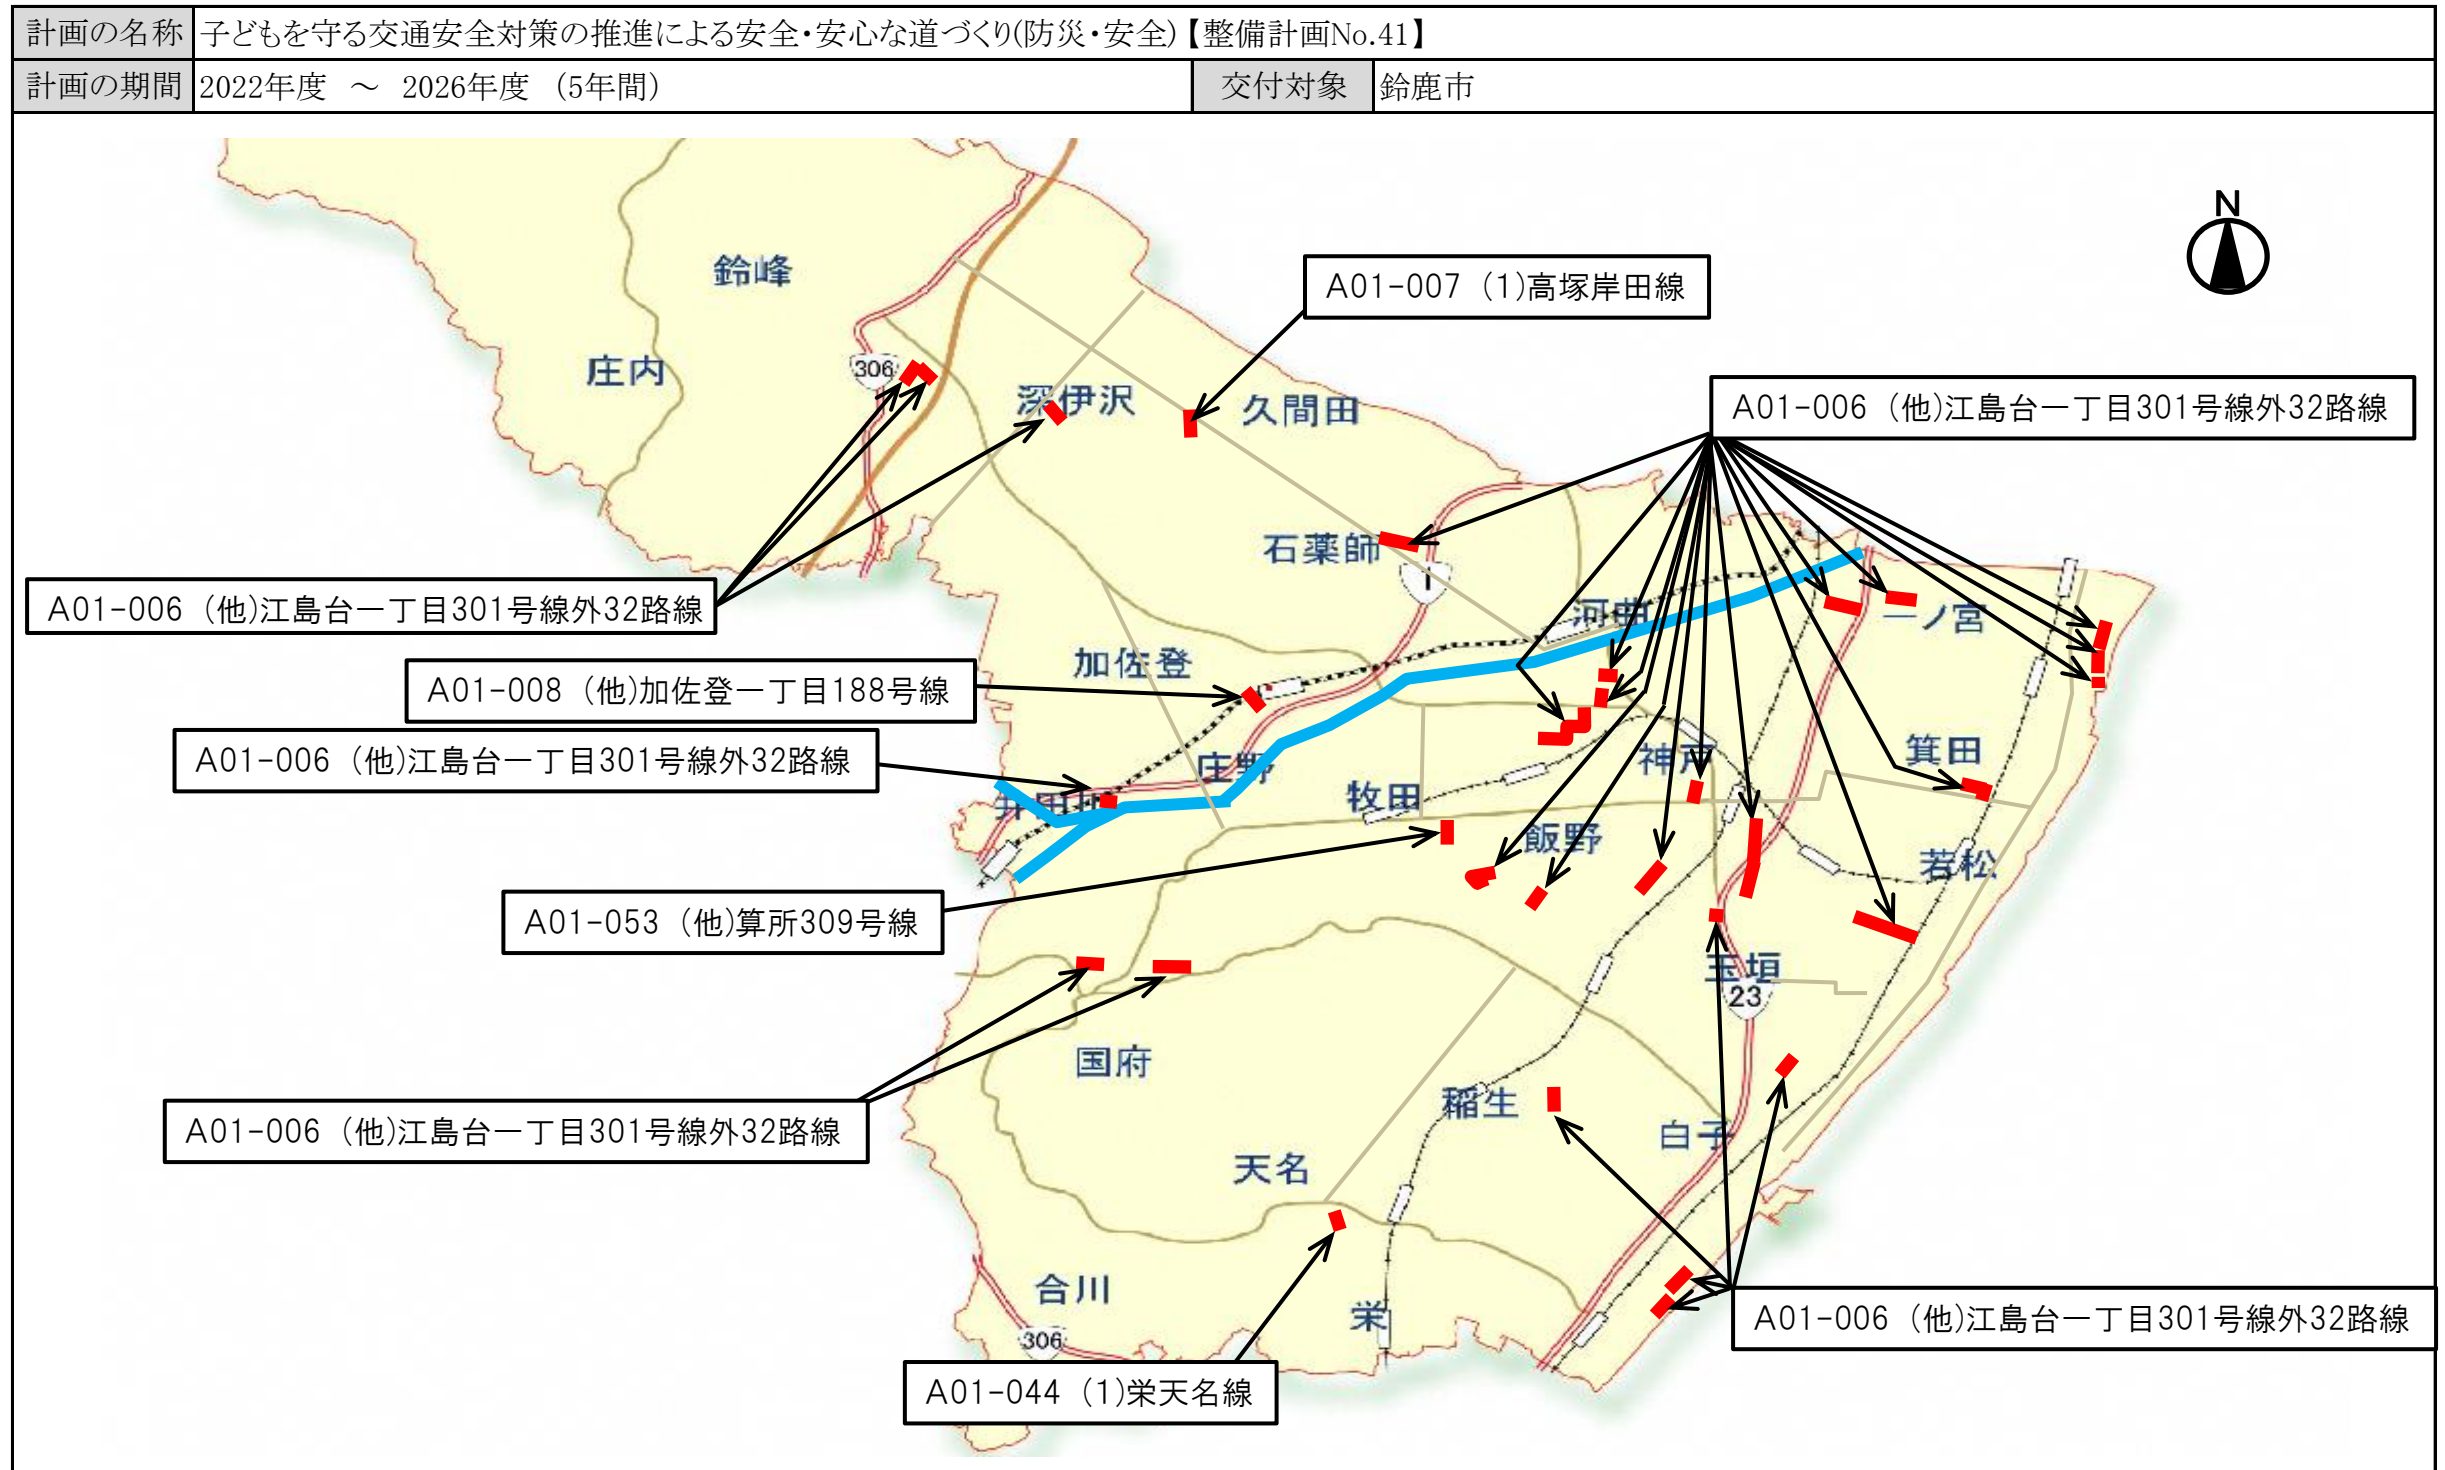 計画の名称 子どもを守る交通安全対策の推進による安全・安心な道づくり(防災・安全)【整備計画No.41】
計画の期間 2022年度 ～ 2026年度 (5年間) 交付対象 鈴鹿市
N
鈴峰
A01-007 (1)高塚岸田線
庄内
306
深伊沢
久間田
A01-006 (他)江島台一丁目301号線外32路線
石薬師
1
A01-006 (他)江島台一丁目301号線外32路線
河曲
一ノ宮
加佐登
A01-008 (他)加佐登一丁目188号線
A01-006 (他)江島台一丁目301号線外32路線
庄野
神戸
箕田
井田川
牧田
飯野
若松
A01-053 (他)算所309号線
玉垣
23
国府
稲生
A01-006 (他)江島台一丁目301号線外32路線
白子
天名
合川
栄
306
A01-006 (他)江島台一丁目301号線外32路線
A01-044 (1)栄天名線